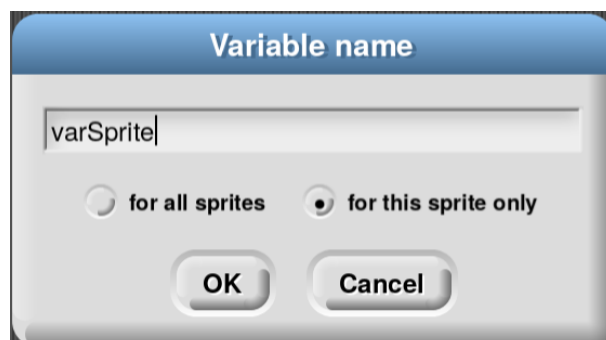 Variable name
varSprite
for all sprites for this sprite only
OK Cancel